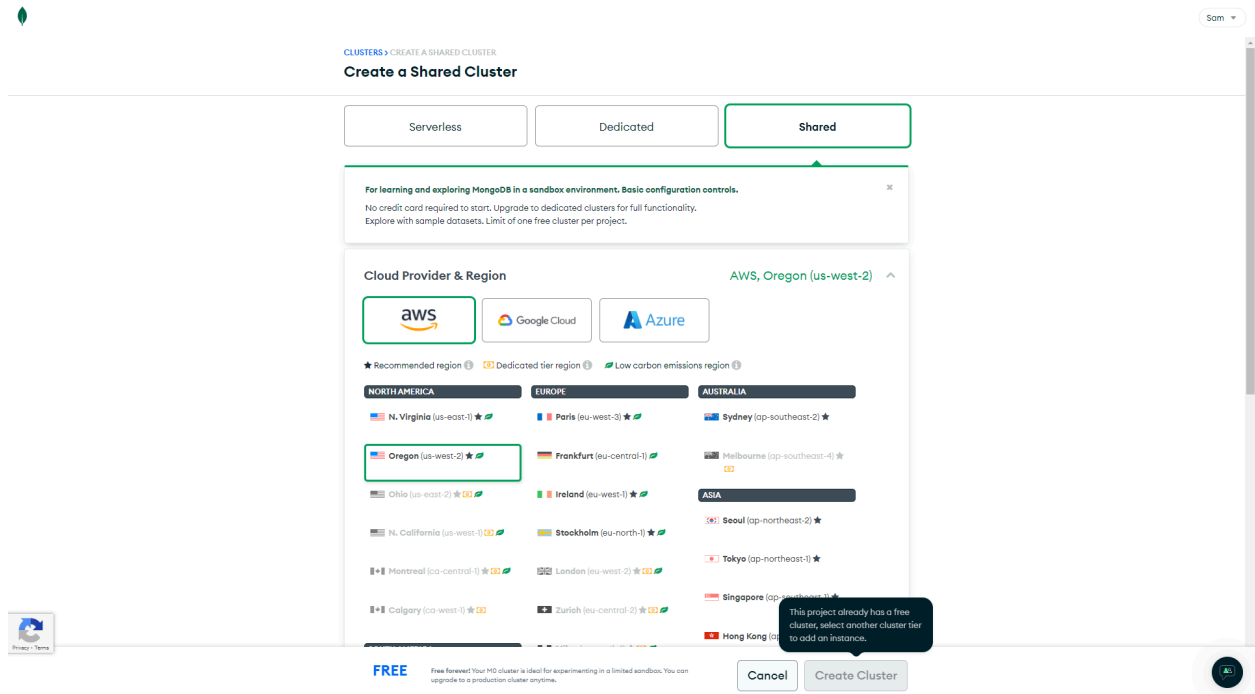 Sam
CLUSTERS > CREATE A SHARED CLUSTER
Create a Shared Cluster
Serverless
Dedicated
Shared
For learning and exploring MongoDB in a sandbox environment. Basic configuration controls.
No credit card required to start. Upgrade to dedicated clusters for full functionality.
Explore with sample datasets. Limit of one free cluster per project.
Cloud Provider & Region
AWS, Oregon (us-west-2)
aws
Google Cloud
Azure
Recommended region
Dedicated tier region
Low carbon emissions region
NORTH AMERICA
N. Virginia (us-east-1)
Oregon (us-west-2)
Ohio (us-east-2)
N. California (us-west-1)
Montreal (ca-central-1)
Calgary (ca-west-1)
EUROPE
Paris (eu-west-3)
Frankfurt (eu-central-1)
Ireland (eu-west-1)
Stockholm (eu-north-1)
London (eu-west-2)
Zurich (eu-central-2)
AUSTRALIA
Sydney (ap-southeast-2)
Melbourne (ap-southeast-4)
ASIA
Seoul (ap-northeast-2)
Tokyo (ap-northeast-1)
Singapore (ap-southeast-1)
Hong Kong
This project already has a free
cluster, select another cluster tier
to add an instance.
Privacy - Terms
FREE
Free forever! Your M0 cluster is ideal for experimenting in a limited sandbox. You can
upgrade to a production cluster anytime.
Cancel
Create Cluster